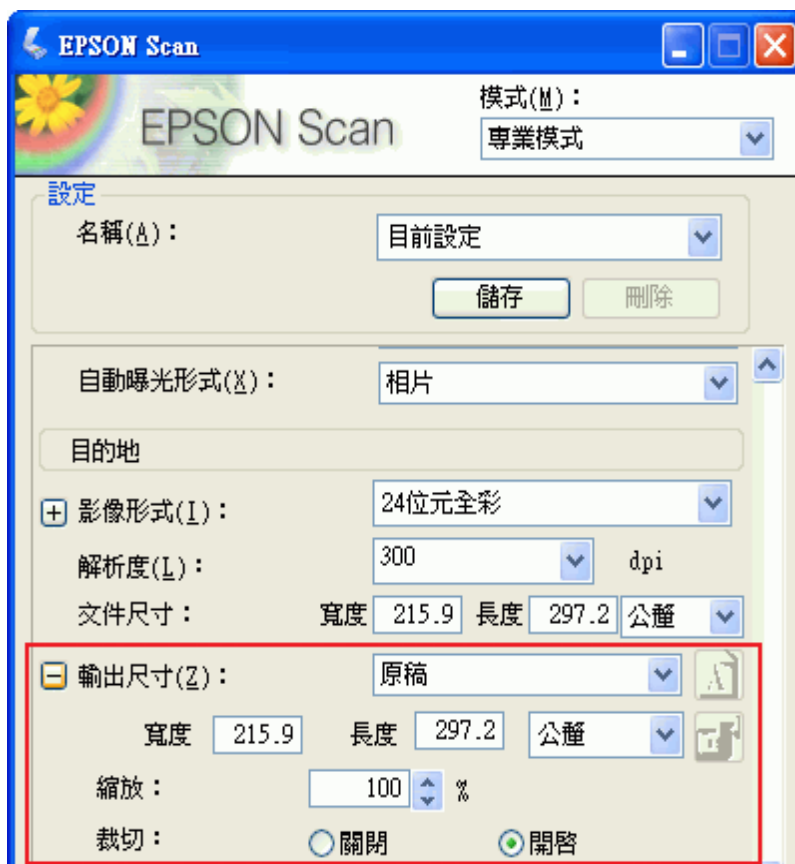 EPSON Scan
EPSON Scan
模式(M)：
專業模式
設定
名稱(A)：
目前設定
儲存
刪除
自動曝光形式(X)：
相片
目的地
影像形式(I)：
24位元全彩
解析度(L)：
300
dpi
文件尺寸： 寬度 215.9 長度 297.2 公釐
輸出尺寸(Z)：
原稿
寬度 215.9 長度 297.2 公釐
縮放： 100 %
裁切： 關閉 開啓